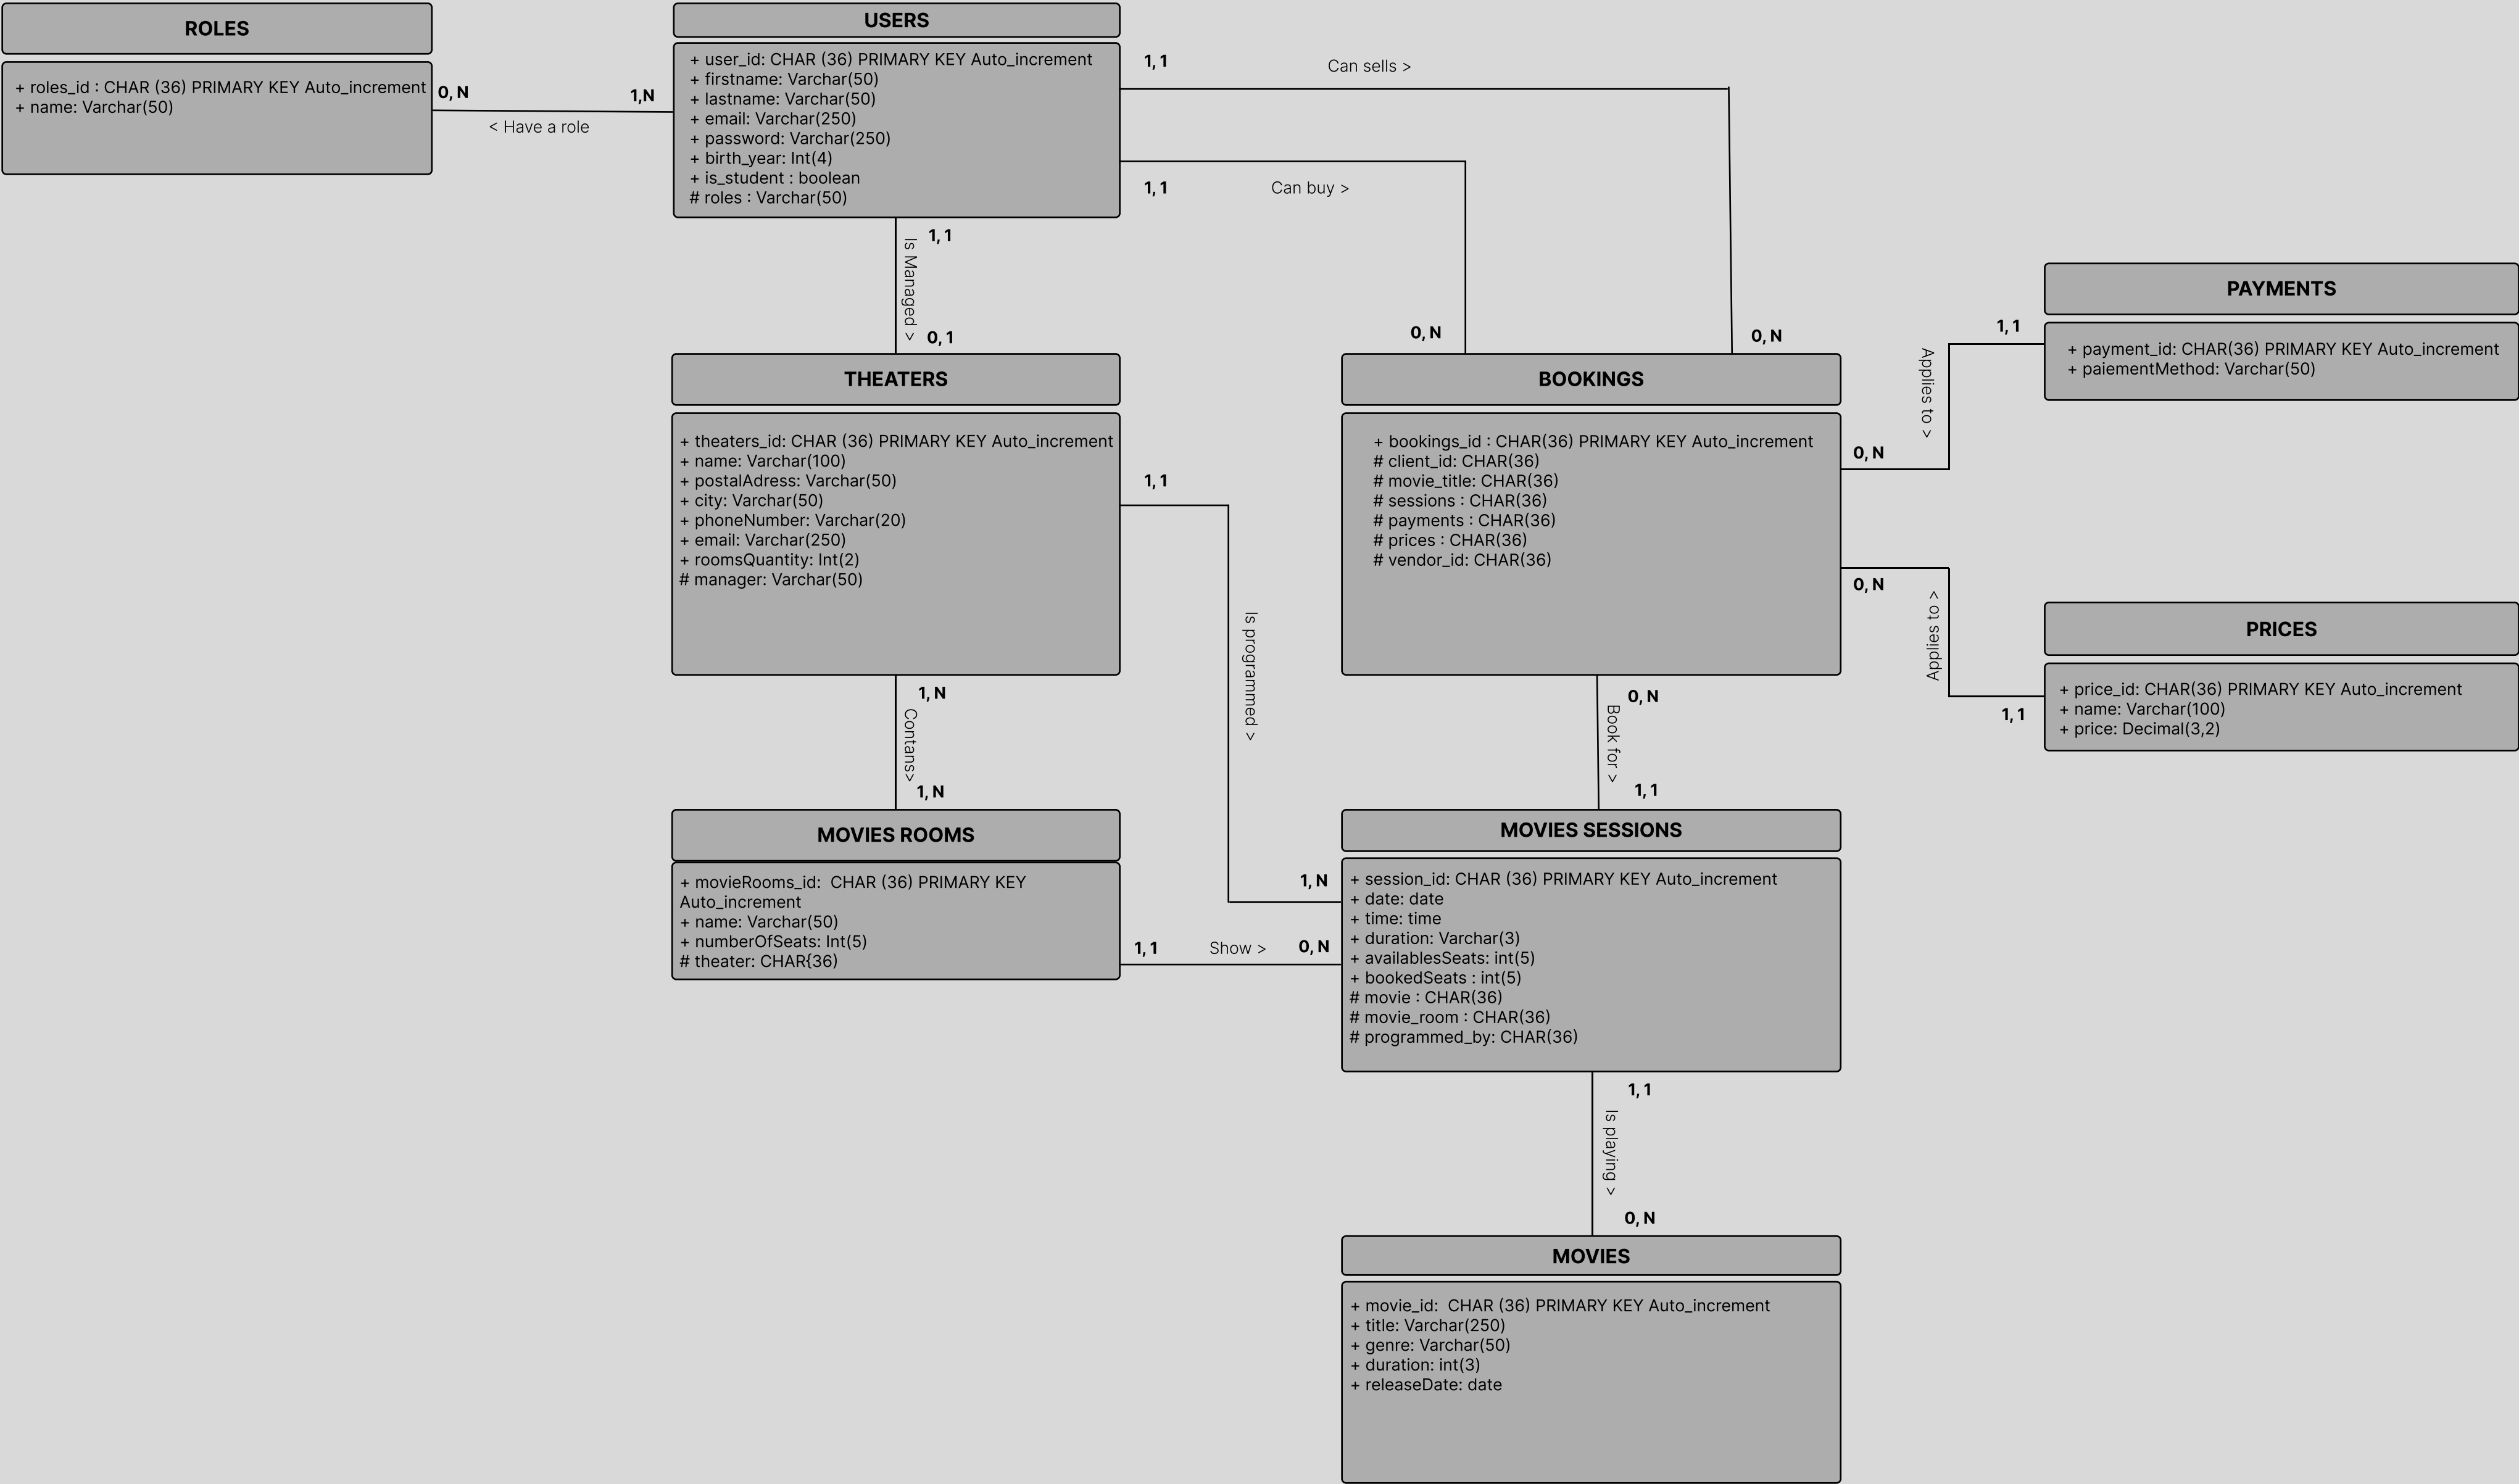 ROLES
+ roles_id : CHAR (36) PRIMARY KEY Auto_increment
+ name: Varchar(50)
0, N
1,N
< Have a role
USERS
+ user_id: CHAR (36) PRIMARY KEY Auto_increment
+ firstname: Varchar(50)
+ lastname: Varchar(50)
+ email: Varchar(250)
+ password: Varchar(250)
+ birth_year: Int(4)
+ is_student : boolean
# roles : Varchar(50)
1, 1
Can sells >
1, 1
Can buy >
0, N
0, N
1, 1
Is Managed >
0, 1
THEATERS
+ theaters_id: CHAR (36) PRIMARY KEY Auto_increment
+ name: Varchar(100)
+ postalAdress: Varchar(50)
+ city: Varchar(50)
+ phoneNumber: Varchar(20)
+ email: Varchar(250)
+ roomsQuantity: Int(2)
# manager: Varchar(50)
1, 1
Is programmed >
1, N
BOOKINGS
+ bookings_id : CHAR(36) PRIMARY KEY Auto_increment
# client_id: CHAR(36)
# movie_title: CHAR(36)
# sessions : CHAR(36)
# payments : CHAR(36)
# prices : CHAR(36)
# vendor_id: CHAR(36)
0, N
Applies to >
1, 1
PAYMENTS
+ payment_id: CHAR(36) PRIMARY KEY Auto_increment
+ paiementMethod: Varchar(50)
0, N
Applies to >
1, 1
PRICES
+ price_id: CHAR(36) PRIMARY KEY Auto_increment
+ name: Varchar(100)
+ price: Decimal(3,2)
1, N
Contans>
1, N
MOVIES ROOMS
+ movieRooms_id:  CHAR (36) PRIMARY KEY
Auto_increment
+ name: Varchar(50)
+ numberOfSeats: Int(5)
# theater: CHAR{36)
1, 1
Show >
0, N
0, N
Book for >
1, 1
MOVIES SESSIONS
+ session_id: CHAR (36) PRIMARY KEY Auto_increment
+ date: date
+ time: time
+ duration: Varchar(3)
+ availablesSeats: int(5)
+ bookedSeats : int(5)
# movie : CHAR(36)
# movie_room : CHAR(36)
# programmed_by: CHAR(36)
1, 1
Is playing >
0, N
MOVIES
+ movie_id:  CHAR (36) PRIMARY KEY Auto_increment
+ title: Varchar(250)
+ genre: Varchar(50)
+ duration: int(3)
+ releaseDate: date